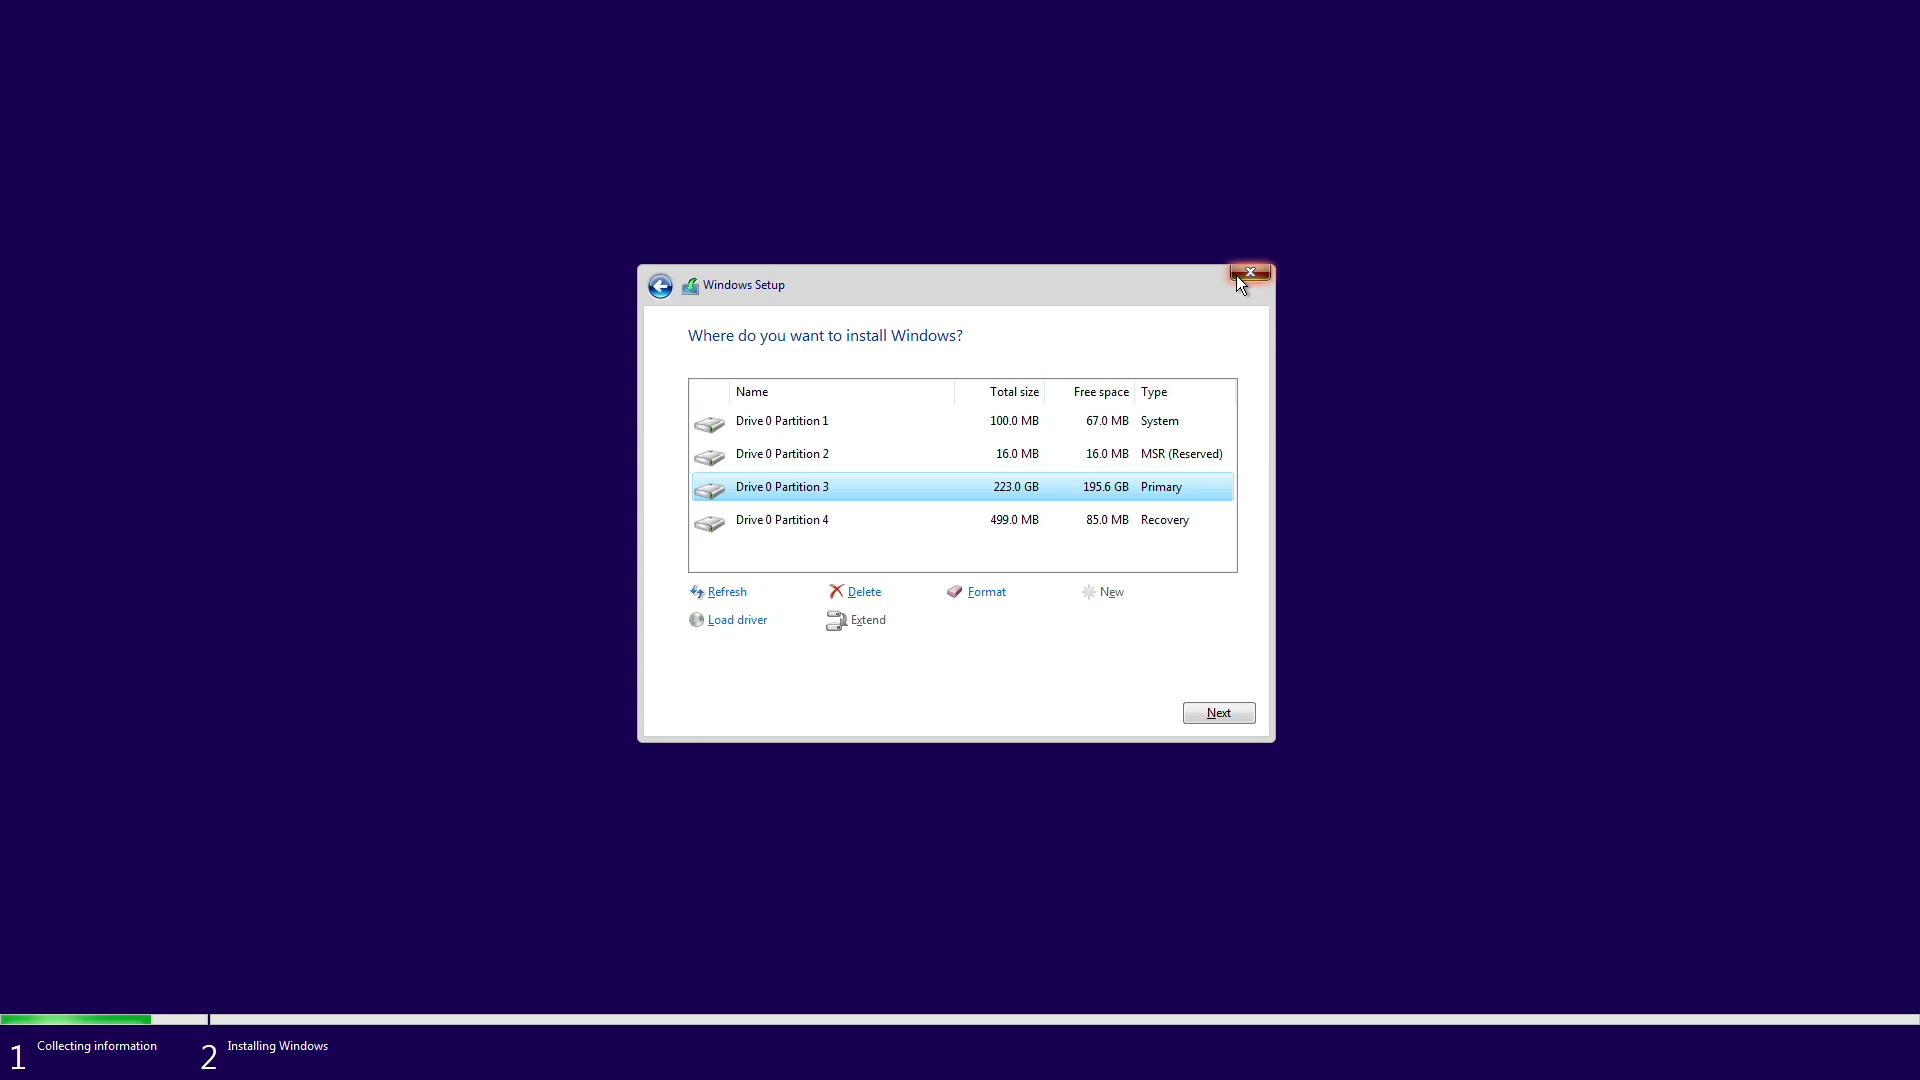 Windows Setup
Where do you want to install Windows?
Name Total size Free space Type
Drive 0 Partition 1 100.0 MB 67.0 MB System
Drive 0 Partition 2 16.0 MB 16.0 MB MSR (Reserved)
Drive 0 Partition 3 223.0 GB 195.6 GB Primary
Drive 0 Partition 4 499.0 MB 85.0 MB Recovery
Refresh Delete Format New
Load driver Extend
Next
1 Collecting information 2 Installing Windows